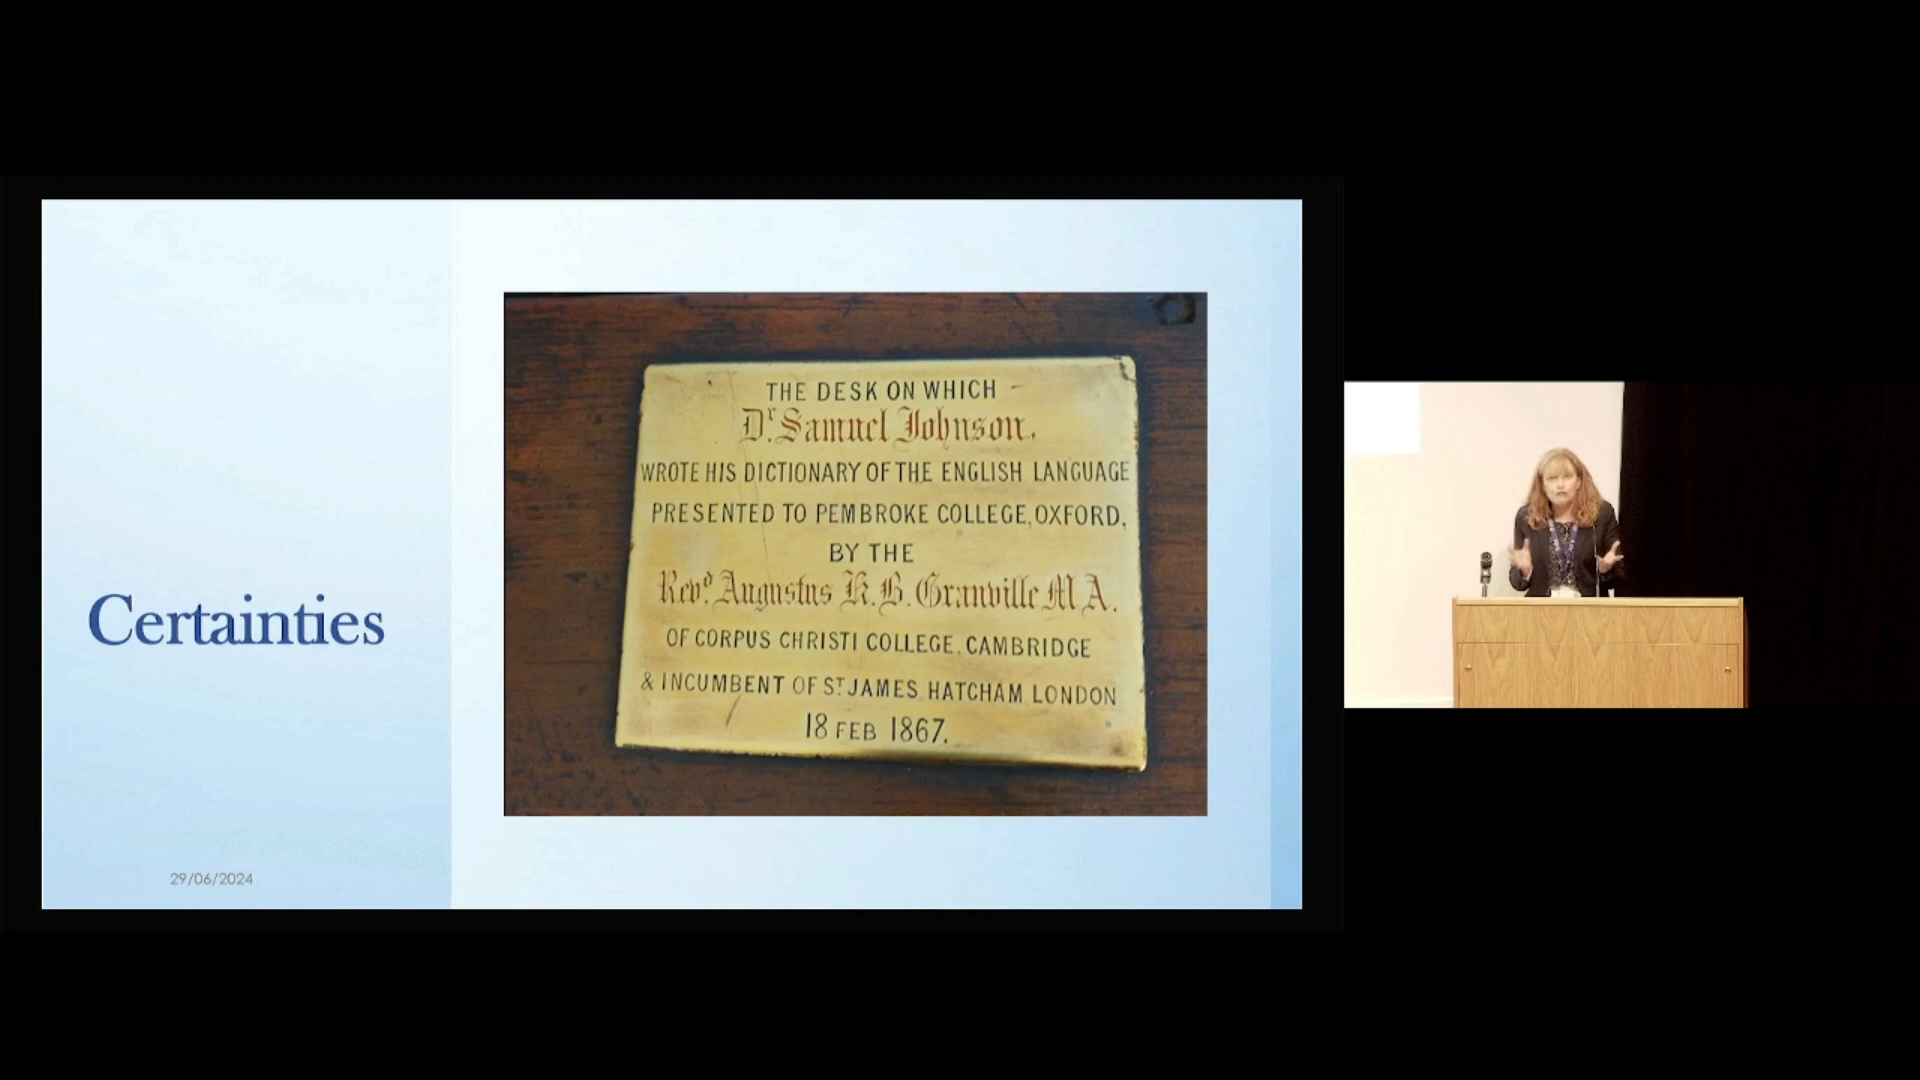 Certainties
29/06/2024
THE DESK ON WHICH
Dr. Samuel Johnson,
WROTE HIS DICTIONARY OF THE ENGLISH LANGUAGE
PRESENTED TO PEMBROKE COLLEGE, OXFORD,
BY THE
Revd. Augustus K. B. Granville M A.
OF CORPUS CHRISTI COLLEGE, CAMBRIDGE
& INCUMBENT OF ST JAMES HATCHAM LONDON
18 FEB 1867.